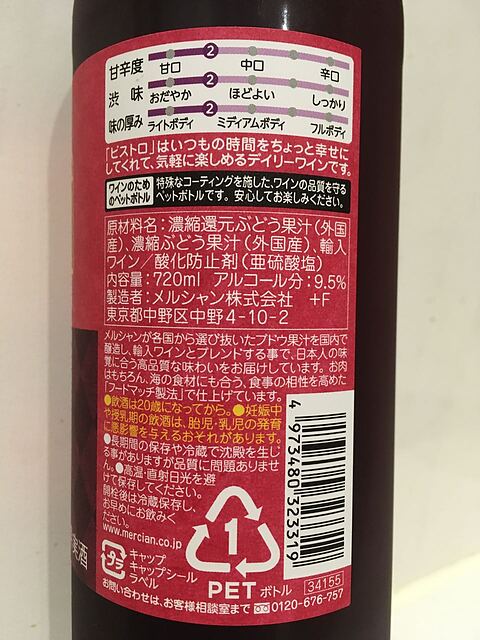 甘辛度 甘口 2 中口 辛口
渋味 おだやか 2 ほどよい しっかり
味の厚み ライトボディ 2 ミディアムボディ フルボディ
「ビストロ」はいつもの時間をちょっと幸せに
してくれて、気軽に楽しめるデイリーワインです。
ワインのため
のペットボトル
特殊なコーティングを施した、ワインの品質を守る
ペットボトルです。安心してお楽しみください。
原材料名：濃縮還元ぶどう果汁（外国
産）、濃縮ぶどう果汁（外国産）、輸入
ワイン／酸化防止剤（亜硫酸塩）
内容量：720ml アルコール分：9.5%
製造者：メルシャン株式会社 +F
東京都中野区中野4-10-2
メルシャンが各国から選び抜いたブドウ果汁を国内で
醸造し、輸入ワインとブレンドする事で、日本人の味
覚に合う高品質な味わいをお届けしています。お肉
はもちろん、海の食材にも合う、食事の相性を高めた
「フードマッチ製法」で仕上げています。
●飲酒は20歳になってから。●妊娠中
や授乳期の飲酒は、胎児・乳児の発育
に悪影響を与えるおそれがあります。
●長期間の保存や冷蔵で沈殿を生じ
る事がありますが品質に問題ありませ
ん。●高温・直射日光を避
けて保存してください。
開栓後は冷蔵保存し、
お早めにお飲みく
ださい。
www.mercian.co.jp
4 973480 323319
プラ
キャップ
キャップシール
ラベル
1
PET ボトル
34155
お問い合わせは、お客様相談室まで 0120-676-757